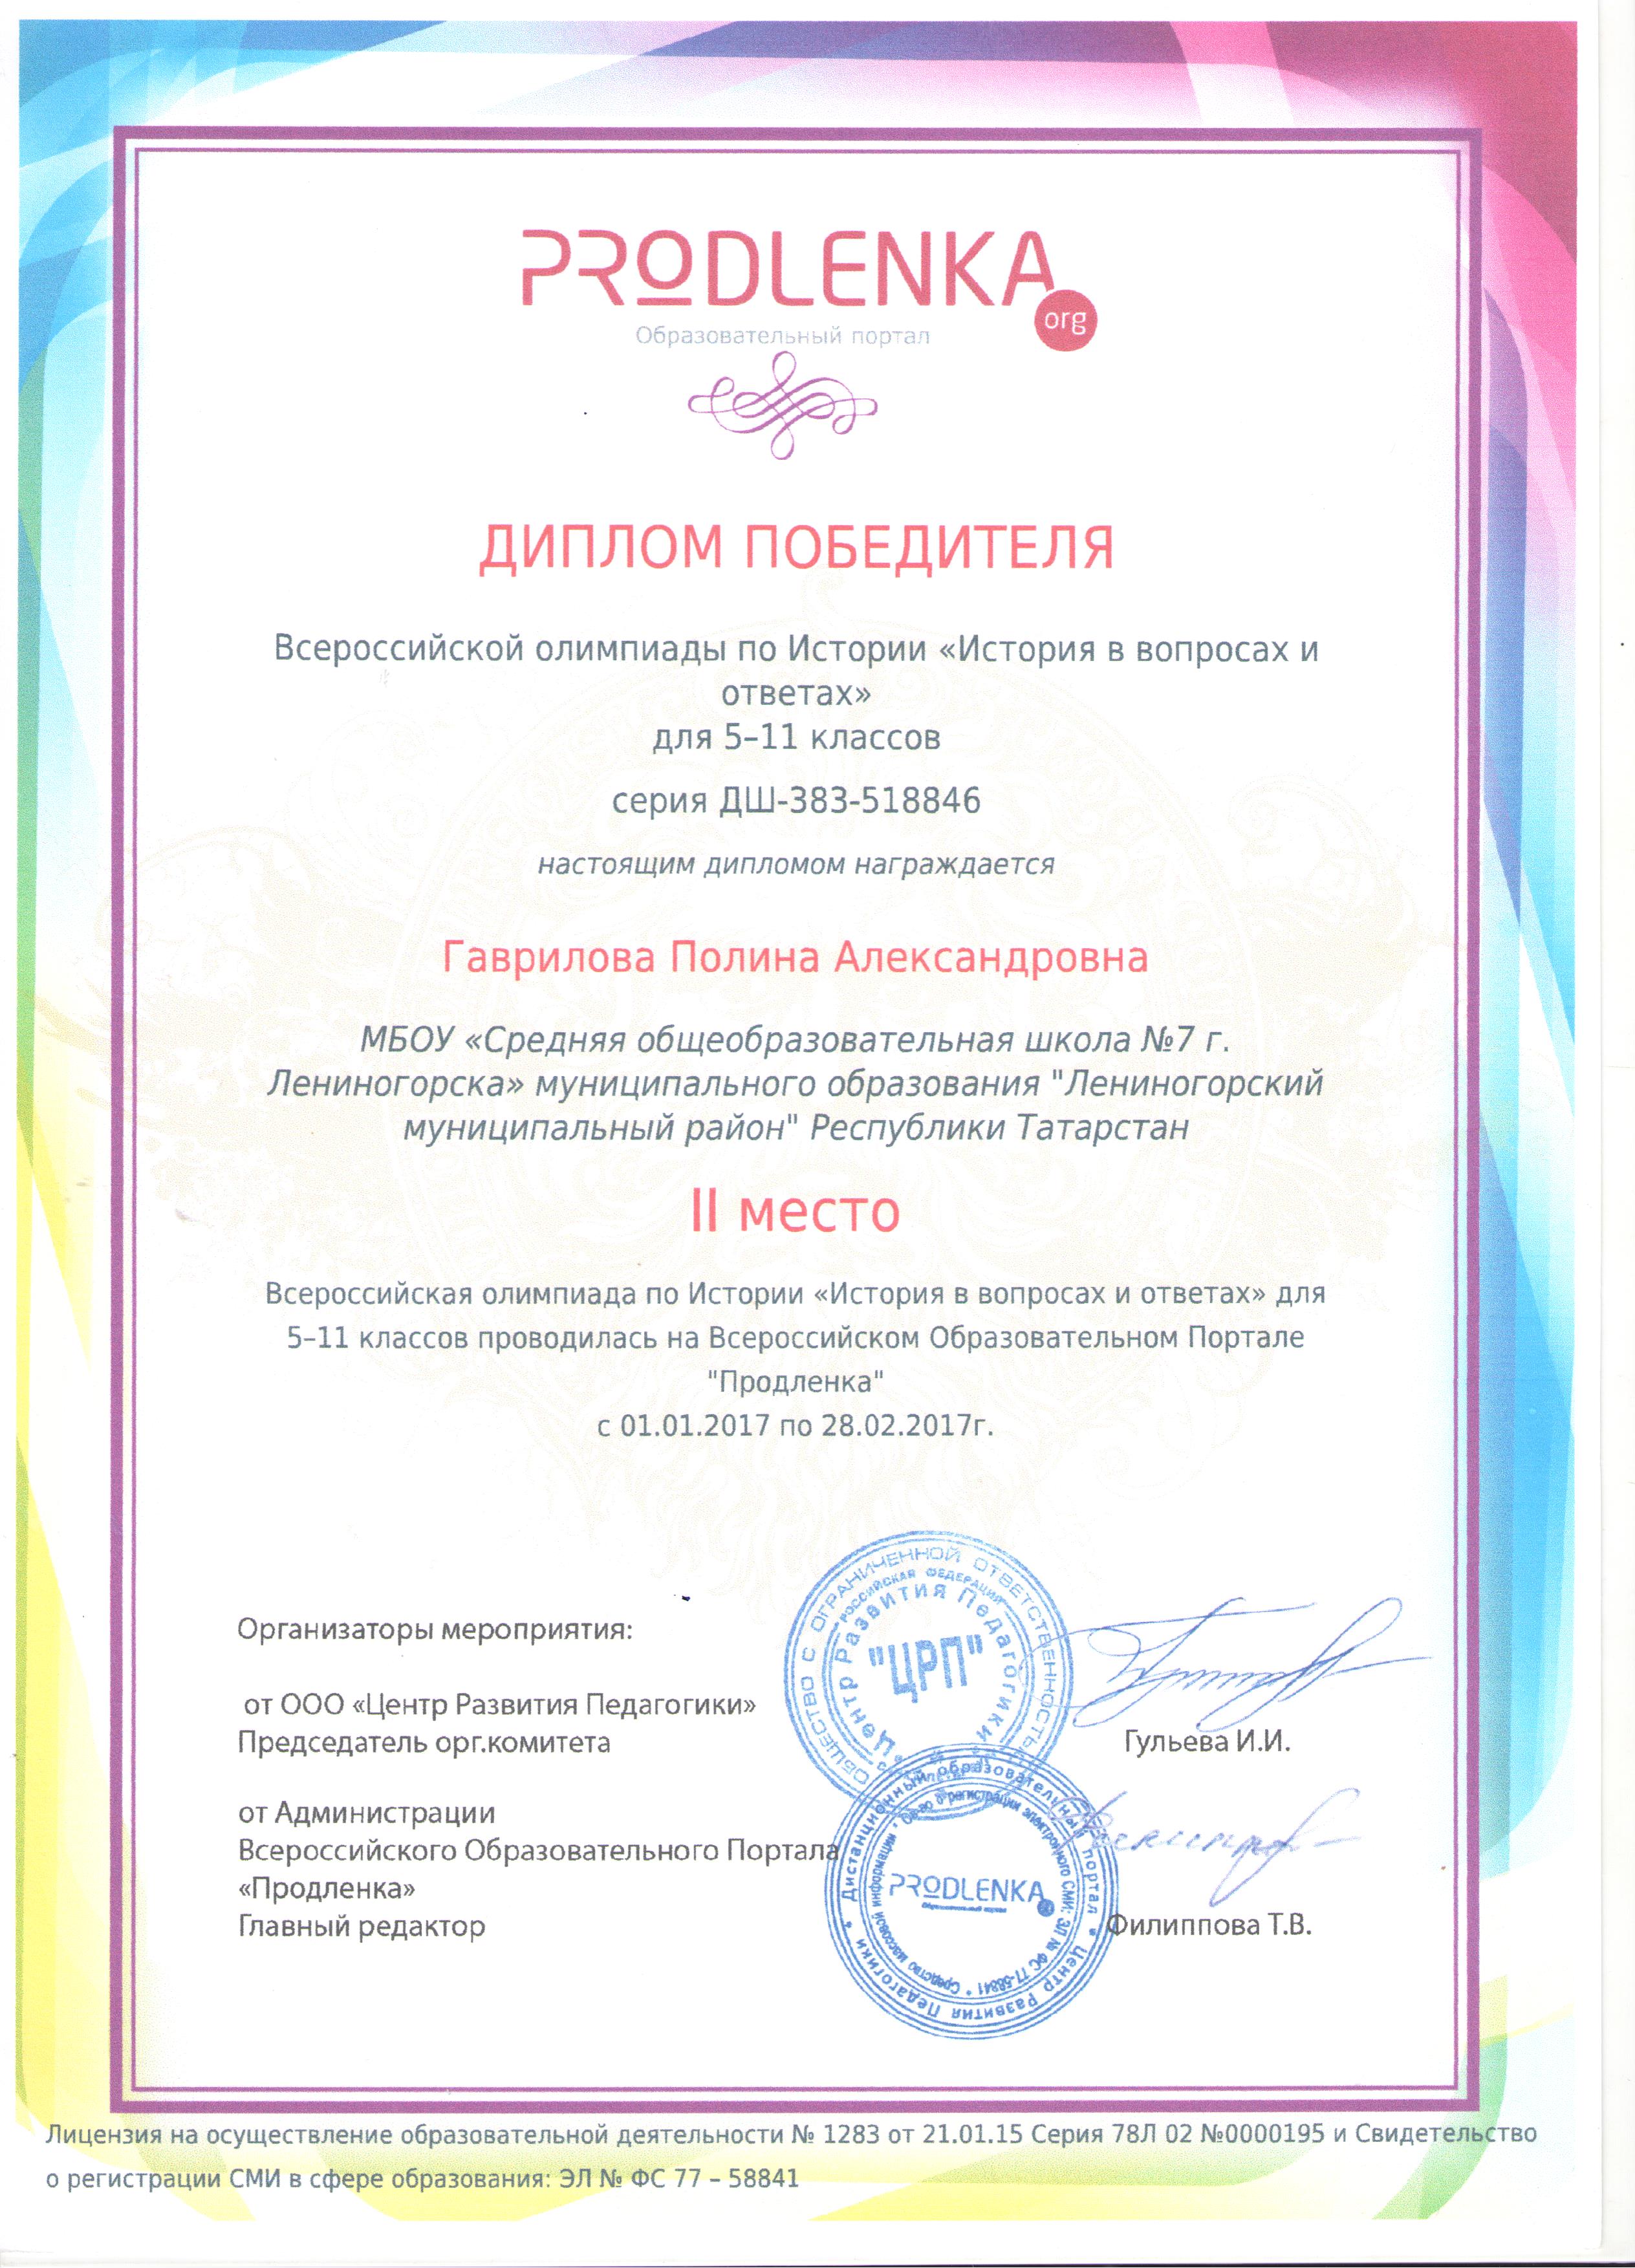 PRODLENKA
org
Образовательный портал
ДИПЛОМ ПОБЕДИТЕЛЯ
Всероссийской олимпиады по Истории «История в вопросах и
ответах»
для 5–11 классов
серия ДШ-383-518846
настоящим дипломом награждается
Гаврилова Полина Александровна
МБОУ «Средняя общеобразовательная школа №7 г.
Лениногорска» муниципального образования "Лениногорский
муниципальный район" Республики Татарстан
II место
Всероссийская олимпиада по Истории «История в вопросах и ответах» для
5–11 классов проводилась на Всероссийском Образовательном Портале
"Продленка"
с 01.01.2017 по 28.02.2017г.
Организаторы мероприятия:
от ООО «Центр Развития Педагогики»
Председатель орг.комитета
Гульева И.И.
от Администрации
Всероссийского Образовательного Портала
«Продленка»
Главный редактор
Филиппова Т.В.
ОБЩЕСТВО С ОГРАНИЧЕННОЙ ОТВЕТСТВЕННОСТЬЮ
РОССИЙСКАЯ ФЕДЕРАЦИЯ
"Центр Развития Педагогики"
"ЦРП"
Дистанционный образовательный портал * Центр Развития Педагогики *
Средство массовой информации * Св-во о регистрации электронного СМИ: ЭЛ № ФС 77-58841 *
PRODLENKA
Лицензия на осуществление образовательной деятельности № 1283 от 21.01.15 Серия 78Л 02 №0000195 и Свидетельство
о регистрации СМИ в сфере образования: ЭЛ № ФС 77 – 58841